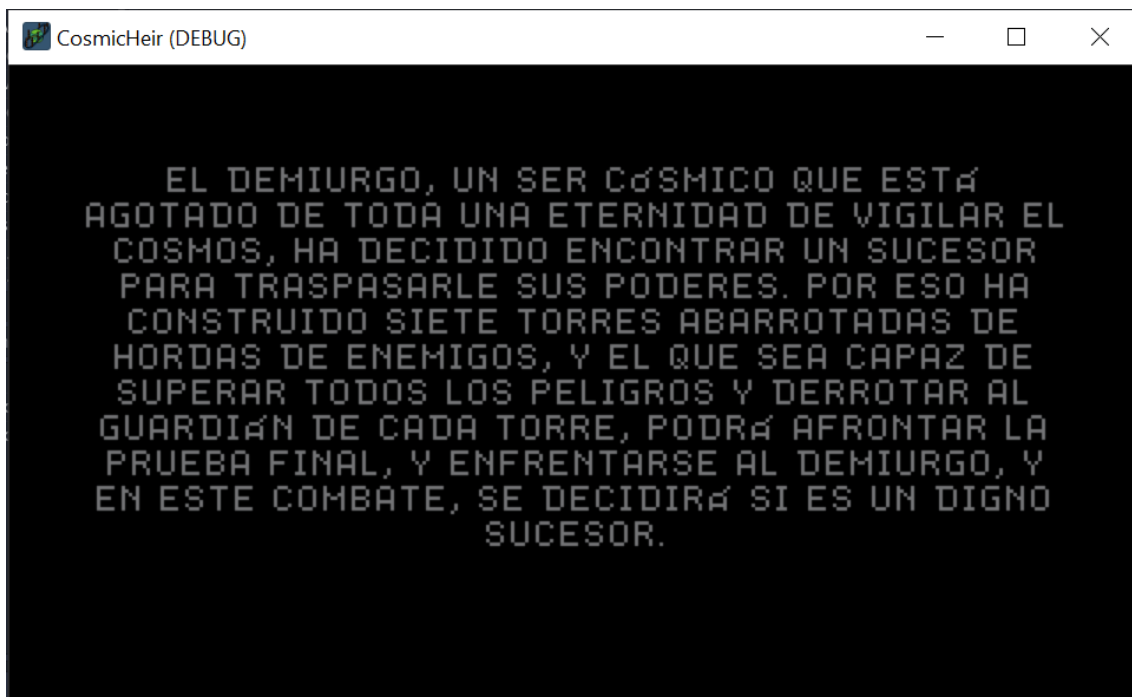 CosmicHeir (DEBUG)
EL DEMIURGO, UN SER CóSMICO QUE ESTá
AGOTADO DE TODA UNA ETERNIDAD DE VIGILAR EL
COSMOS, HA DECIDIDO ENCONTRAR UN SUCESOR
PARA TRASPASARLE SUS PODERES. POR ESO HA
CONSTRUIDO SIETE TORRES ABARROTADAS DE
HORDAS DE ENEMIGOS, Y EL QUE SEA CAPAZ DE
SUPERAR TODOS LOS PELIGROS Y DERROTAR AL
GUARDIáN DE CADA TORRE, PODRá AFRONTAR LA
PRUEBA FINAL, Y ENFRENTARSE AL DEMIURGO, Y
EN ESTE COMBATE, SE DECIDIRá SI ES UN DIGNO
SUCESOR.